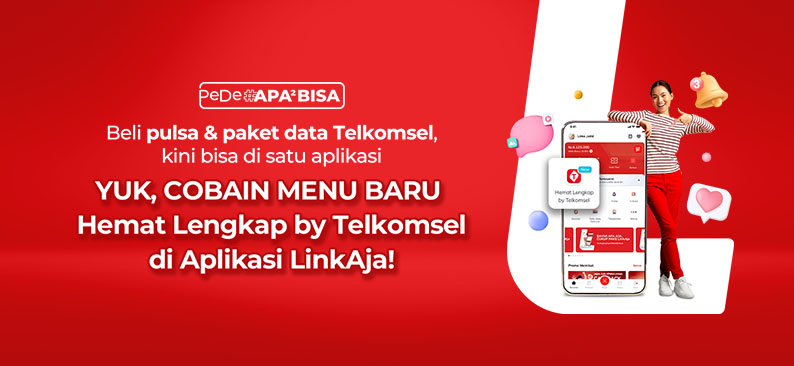 PeDe #APA²BISA
Beli pulsa & paket data Telkomsel,
kini bisa di satu aplikasi
YUK, COBAIN MENU BARU
Hemat Lengkap by Telkomsel
di Aplikasi LinkAja!
3
Hemat Lengkap
by Telkomsel